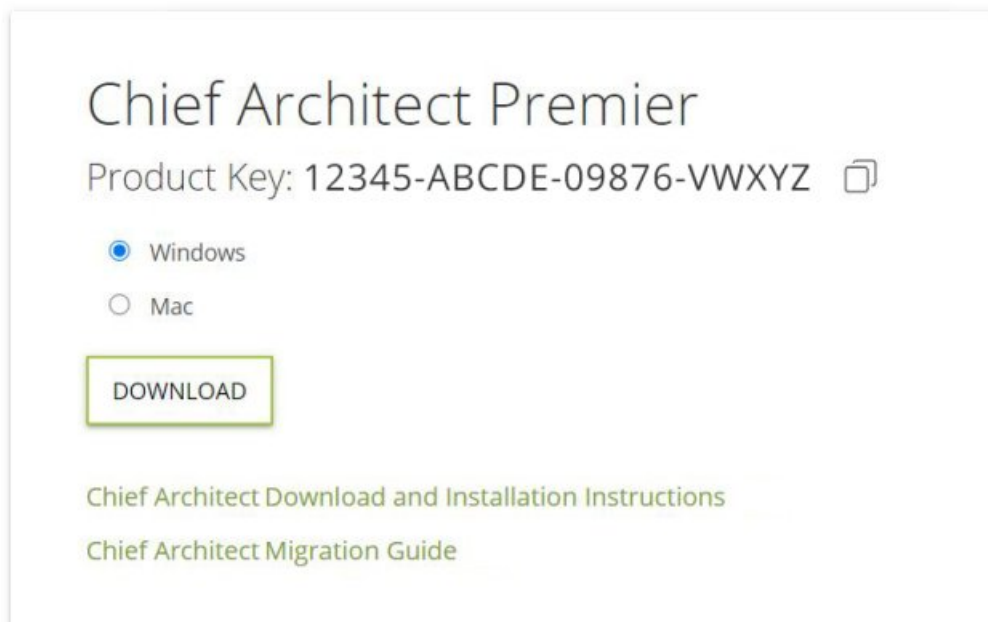 Chief Architect Premier
Product Key: 12345-ABCDE-09876-VWXYZ
Windows
Mac
DOWNLOAD
Chief Architect Download and Installation Instructions
Chief Architect Migration Guide